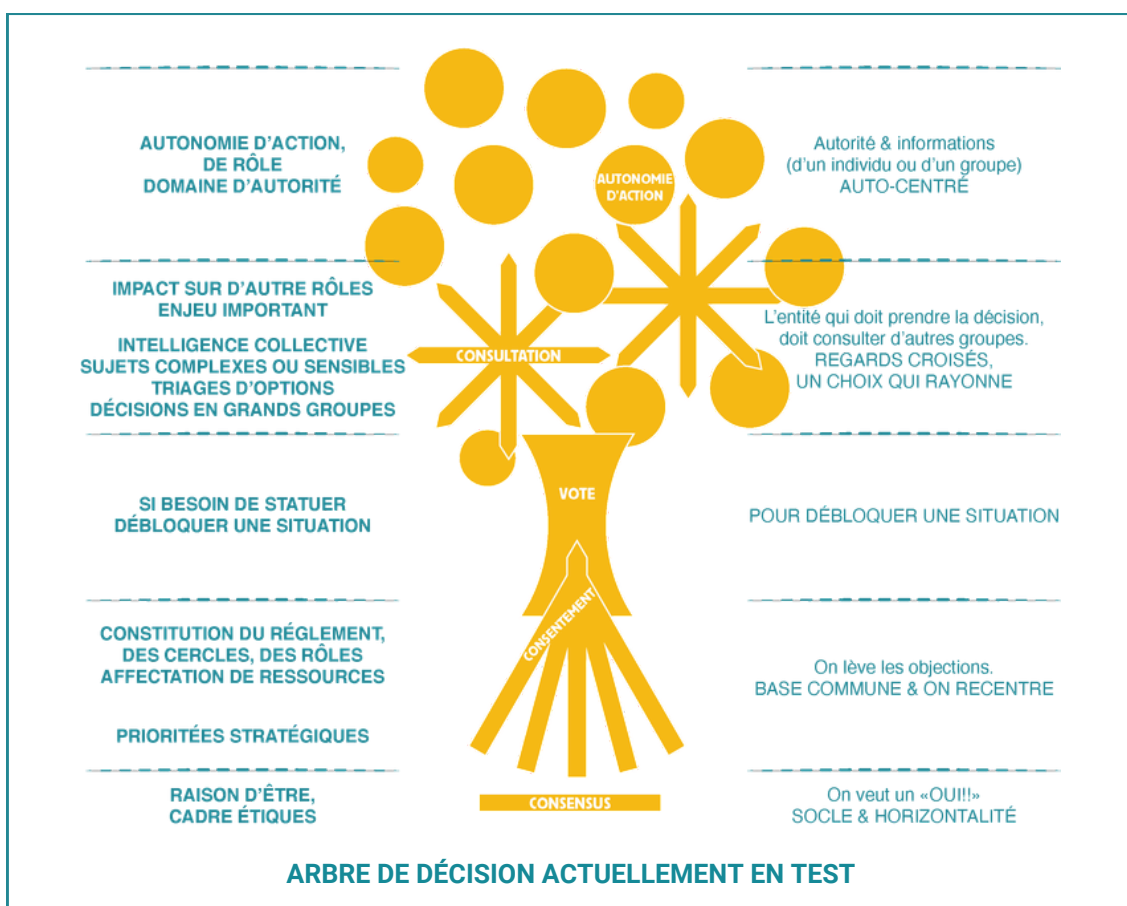 AUTONOMIE D'ACTION,
DE RÔLE
DOMAINE D'AUTORITÉ
AUTONOMIE
D'ACTION
Autorité & informations
(d'un individu ou d'un groupe)
AUTO-CENTRÉ
IMPACT SUR D'AUTRE RÔLES
ENJEU IMPORTANT
INTELLIGENCE COLLECTIVE
SUJETS COMPLEXES OU SENSIBLES
TRIAGES D'OPTIONS
DÉCISIONS EN GRANDS GROUPES
CONSULTATION
L'entité qui doit prendre la décision,
doit consulter d'autres groupes.
REGARDS CROISÉS,
UN CHOIX QUI RAYONNE
SI BESOIN DE STATUER
DÉBLOQUER UNE SITUATION
VOTE
POUR DÉBLOQUER UNE SITUATION
CONSTITUTION DU RÉGLEMENT,
DES CERCLES, DES RÔLES
AFFECTATION DE RESSOURCES
PRIORITÉES STRATÉGIQUES
CONSENTEMENT
On lève les objections.
BASE COMMUNE & ON RECENTRE
RAISON D'ÊTRE,
CADRE ÉTIQUES
CONSENSUS
On veut un «OUI!!»
SOCLE & HORIZONTALITÉ
ARBRE DE DÉCISION ACTUELLEMENT EN TEST